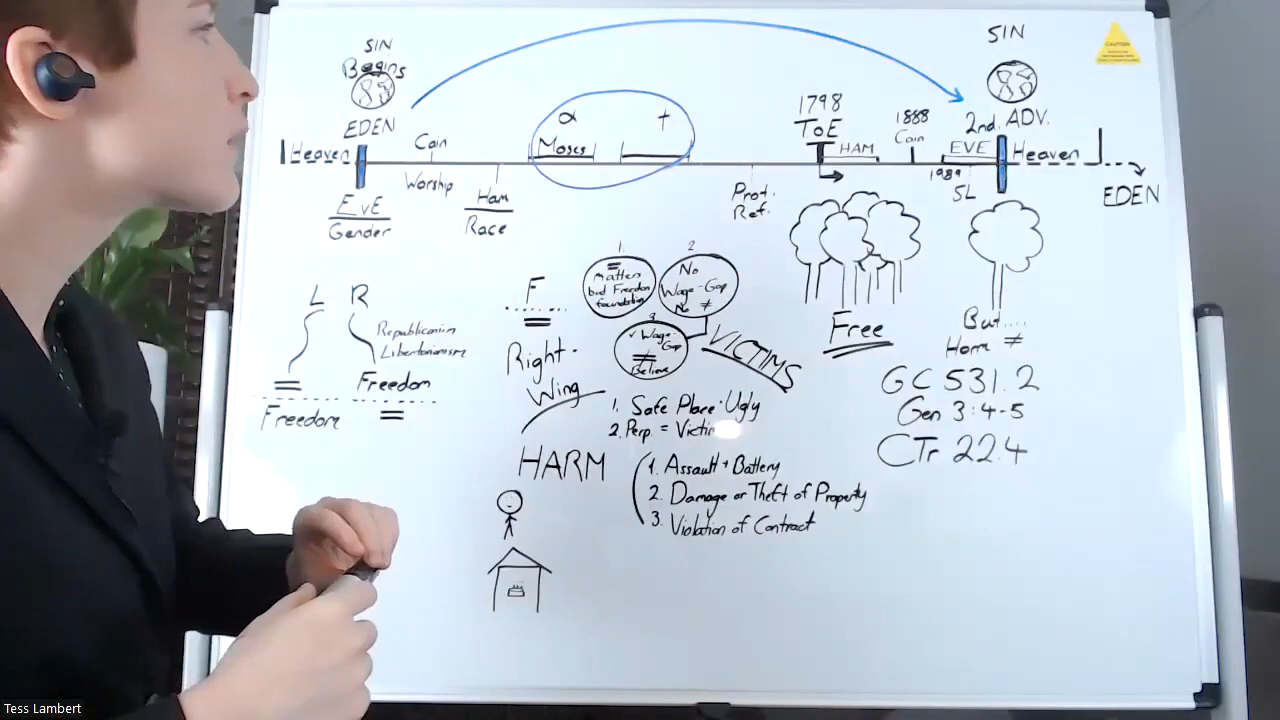 SIN
Begins
EDEN
Heaven
EVE
Gender
Cain
Worship
Ham
Race
α
Moses
†
Prot.
Ref.
1798
ToE
HAM
1888
Cain
SIN
2nd. ADV.
EVE
1989
SL
Heaven
EDEN
CAUTION
L R
Republicanism
Libertarianism
=
Freedom
Freedom
=
F
=
Right-
Wing
1.
=
Matters
but Freedom
foundation
2
No
Wage-Gap
No ≠
3
✓ Wage-
Gap
≠
Believe
VICTIMS
Free
But....
Harm ≠
GC 531.2
Gen 3:4-5
CTr 22.4
1. Safe Place · Ugly
2. Perp. = Victim
HARM
1. Assault + Battery
2. Damage or Theft of Property
3. Violation of Contract
Tess Lambert